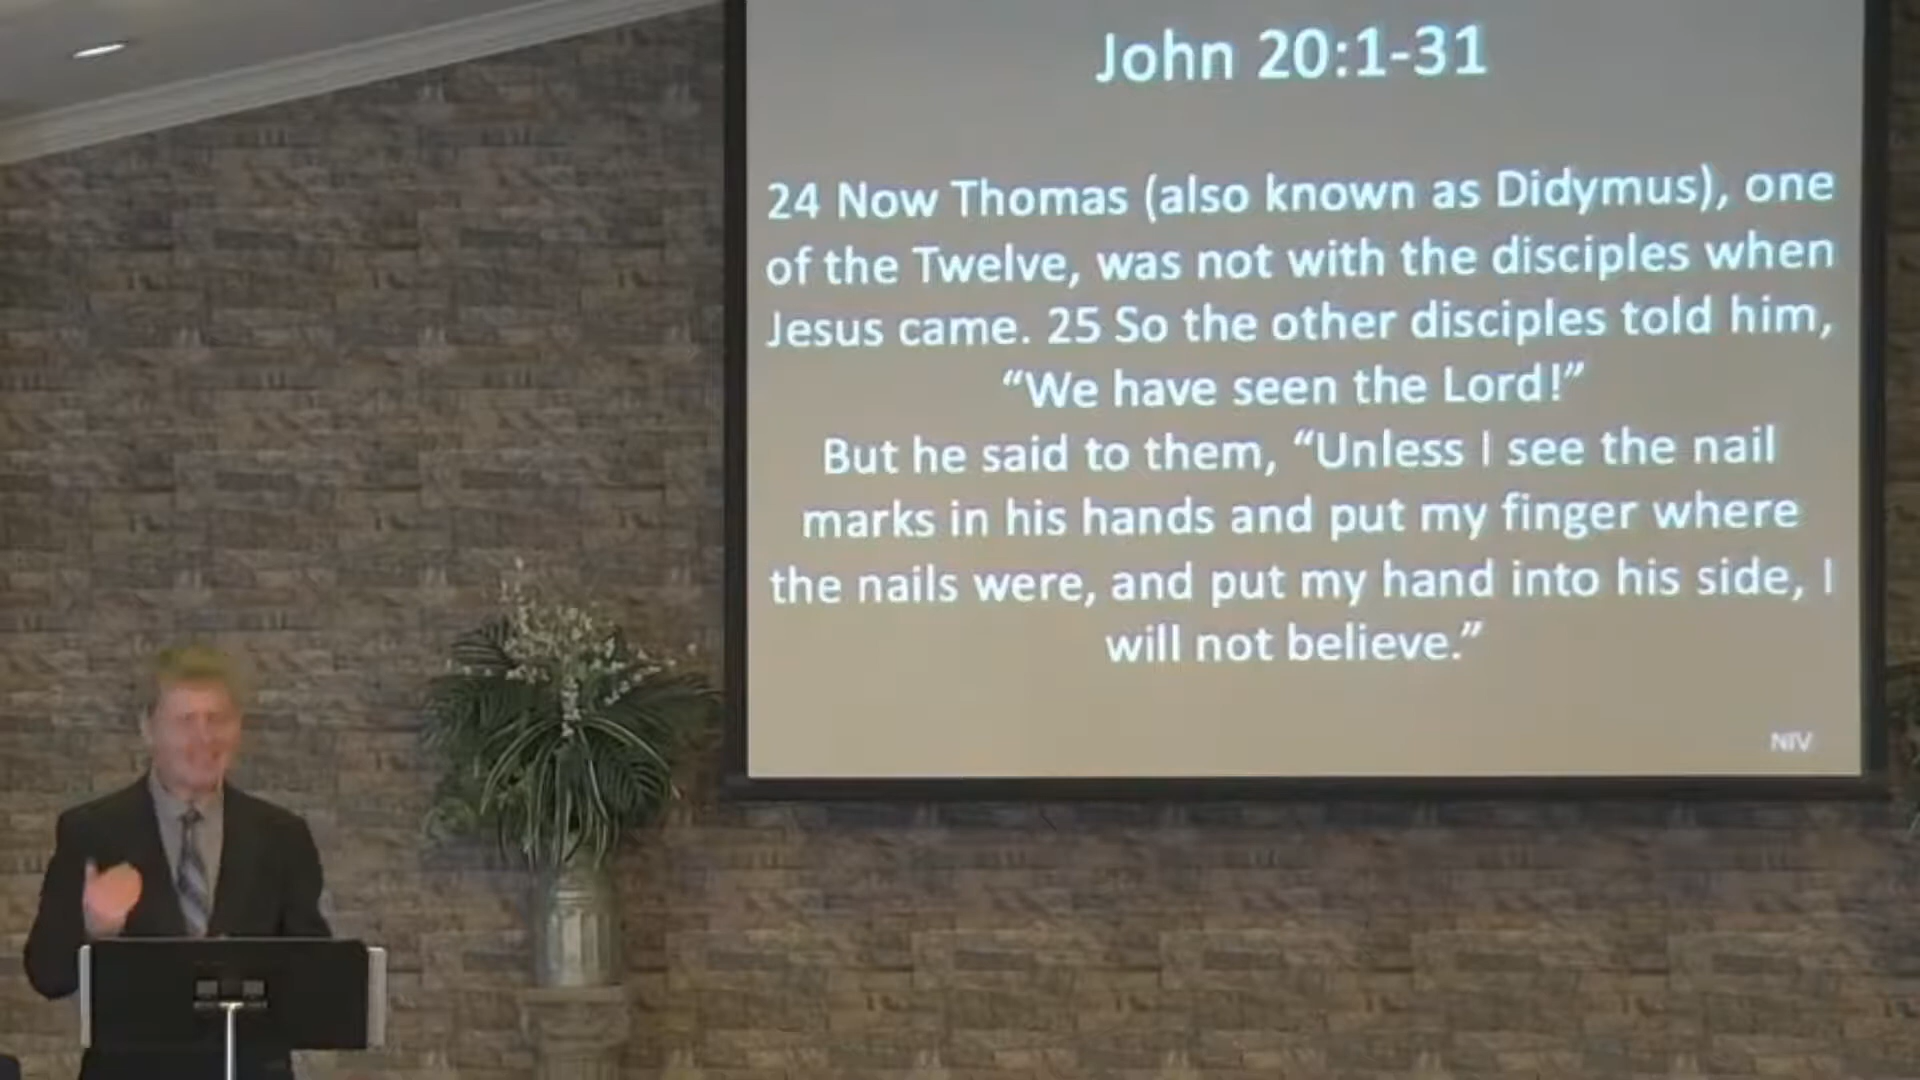 John 20:1-31
24 Now Thomas (also known as Didymus), one
of the Twelve, was not with the disciples when
Jesus came. 25 So the other disciples told him,
“We have seen the Lord!”
But he said to them, “Unless I see the nail
marks in his hands and put my finger where
the nails were, and put my hand into his side, I
will not believe.”
NIV